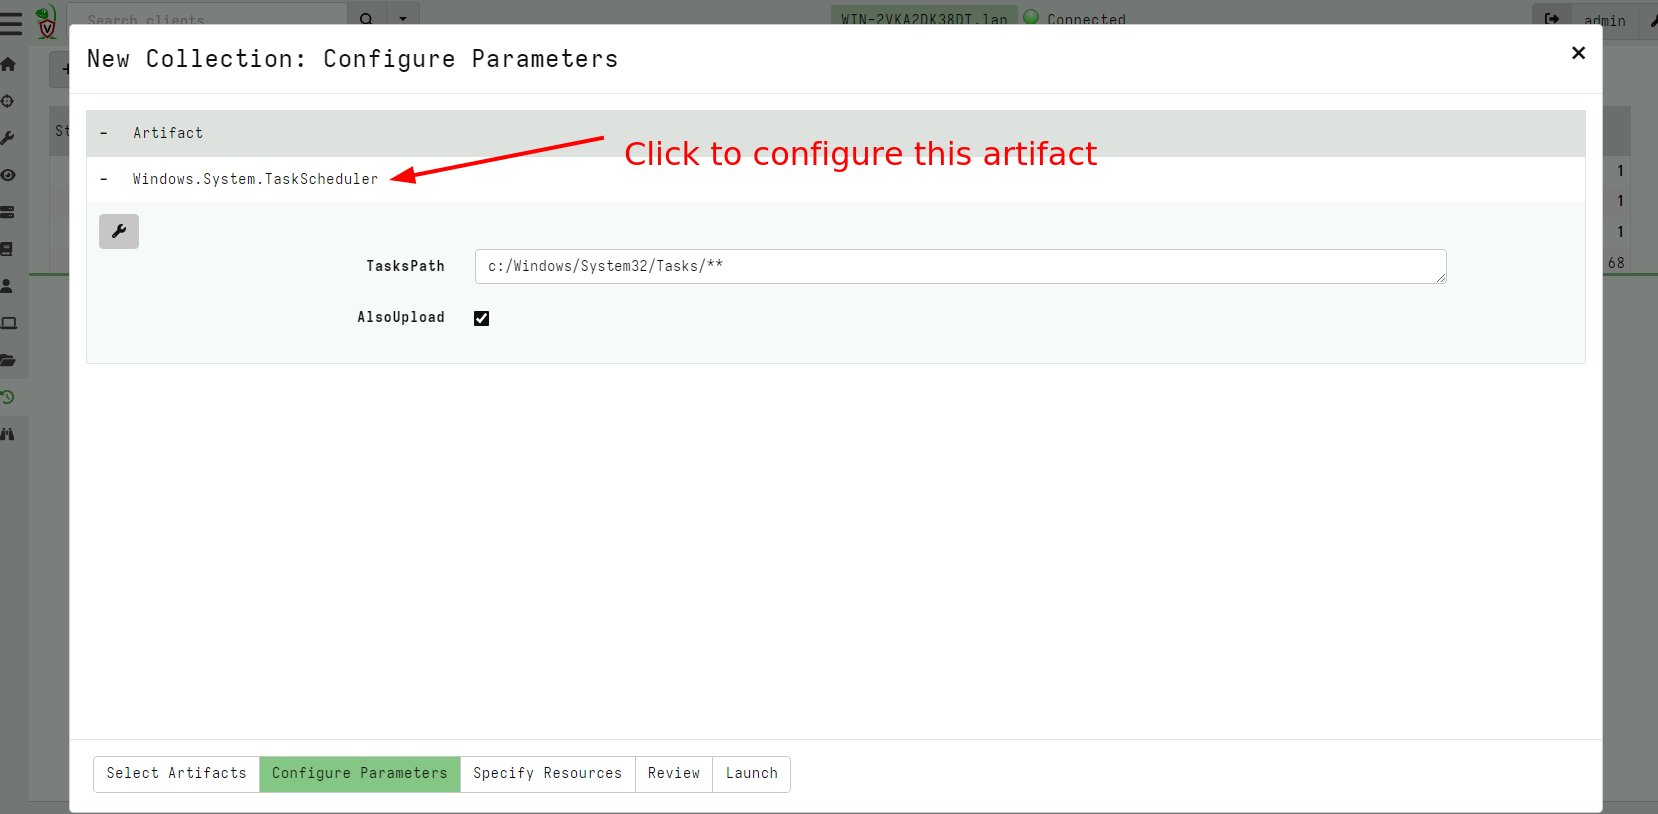 Search clients
WIN-2VKA2DK38DT.lan Connected
admin
New Collection: Configure Parameters
St
- Artifact
Click to configure this artifact
- Windows.System.TaskScheduler
1
1
1
68
TasksPath c:/Windows/System32/Tasks/**
AlsoUpload
Select Artifacts Configure Parameters Specify Resources Review Launch